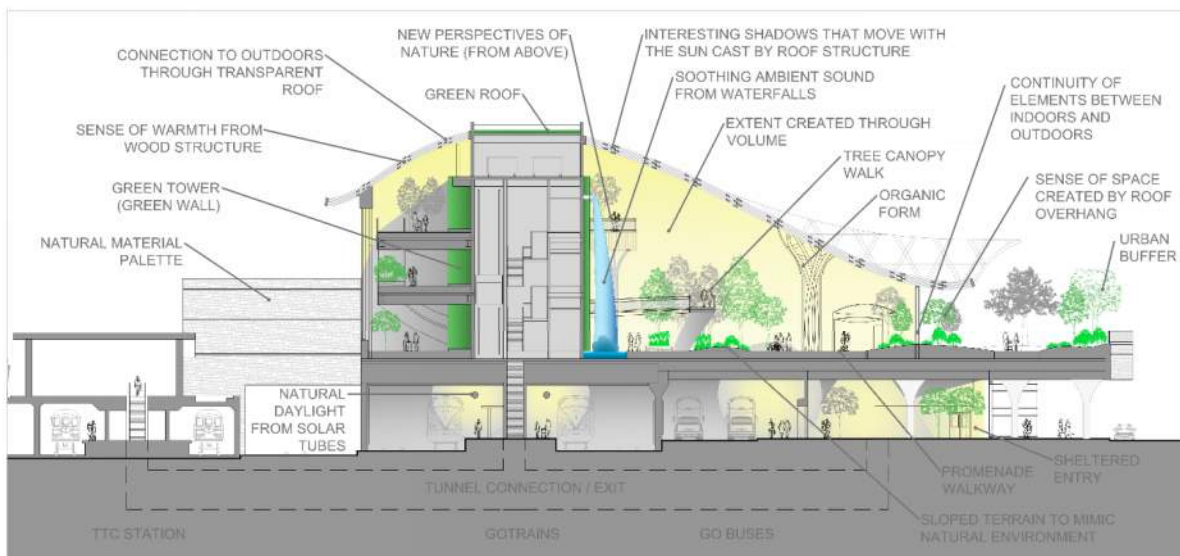 NEW PERSPECTIVES OF
NATURE (FROM ABOVE)
INTERESTING SHADOWS THAT MOVE WITH
THE SUN CAST BY ROOF STRUCTURE
CONNECTION TO OUTDOORS
THROUGH TRANSPARENT
ROOF
SOOTHING AMBIENT SOUND
FROM WATERFALLS
CONTINUITY OF
ELEMENTS BETWEEN
INDOORS AND
OUTDOORS
GREEN ROOF
SENSE OF WARMTH FROM
WOOD STRUCTURE
EXTENT CREATED THROUGH
VOLUME
TREE CANOPY
WALK
GREEN TOWER
(GREEN WALL)
ORGANIC
FORM
SENSE OF SPACE
CREATED BY ROOF
OVERHANG
NATURAL MATERIAL
PALETTE
URBAN
BUFFER
NATURAL
DAYLIGHT
FROM SOLAR
TUBES
TUNNEL CONNECTION / EXIT
PROMENADE
WALKWAY
SHELTERED
ENTRY
TTC STATION
GOTRAINS
GO BUSES
SLOPED TERRAIN TO MIMIC
NATURAL ENVIRONMENT